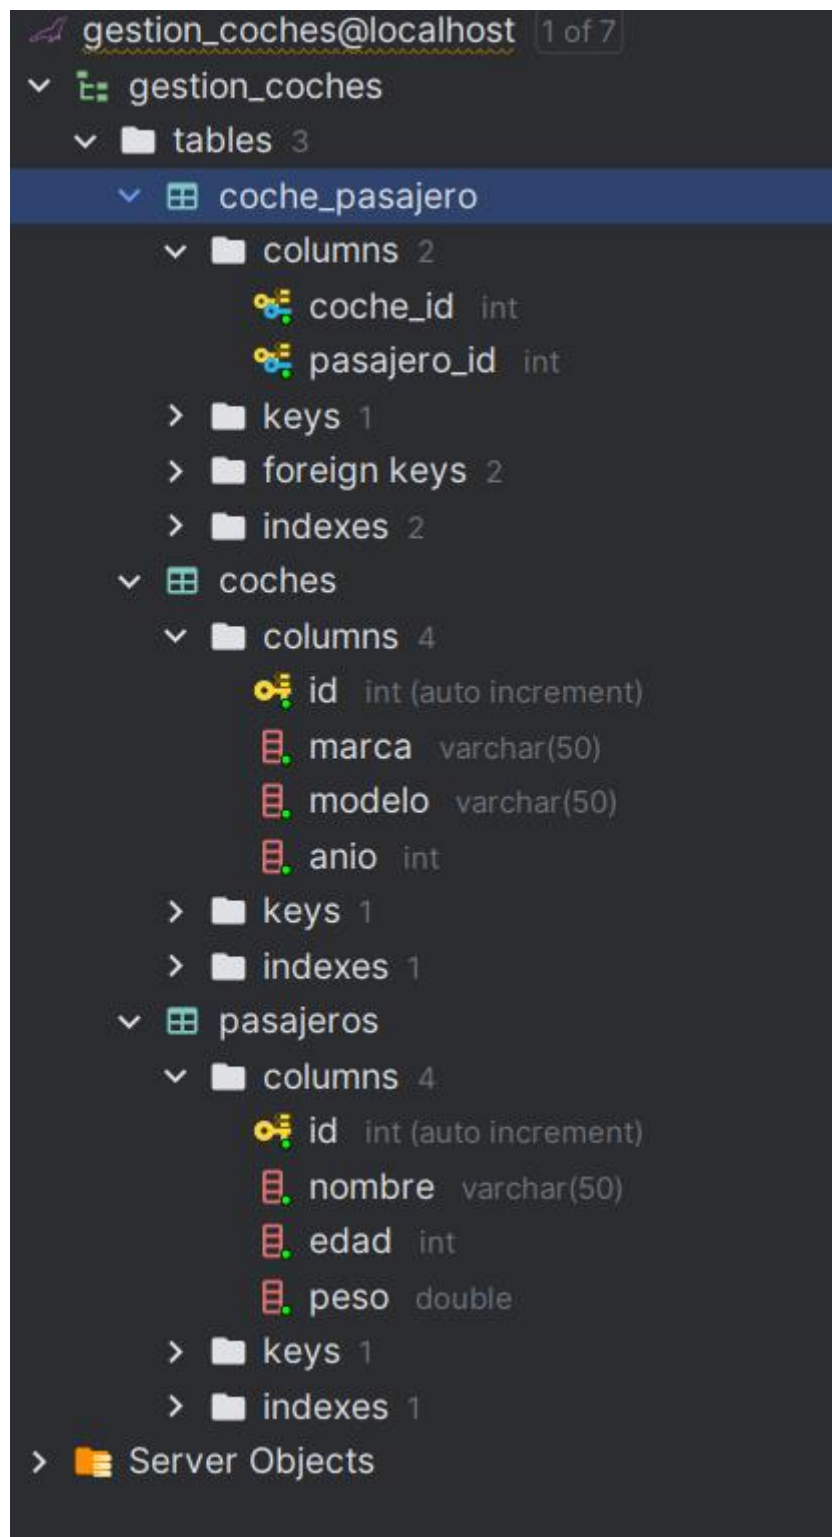 gestion_coches@localhost 1 of 7
gestion_coches
tables 3
coche_pasajero
columns 2
coche_id int
pasajero_id int
keys 1
foreign keys 2
indexes 2
coches
columns 4
id int (auto increment)
marca varchar(50)
modelo varchar(50)
anio int
keys 1
indexes 1
pasajeros
columns 4
id int (auto increment)
nombre varchar(50)
edad int
peso double
keys 1
indexes 1
Server Objects